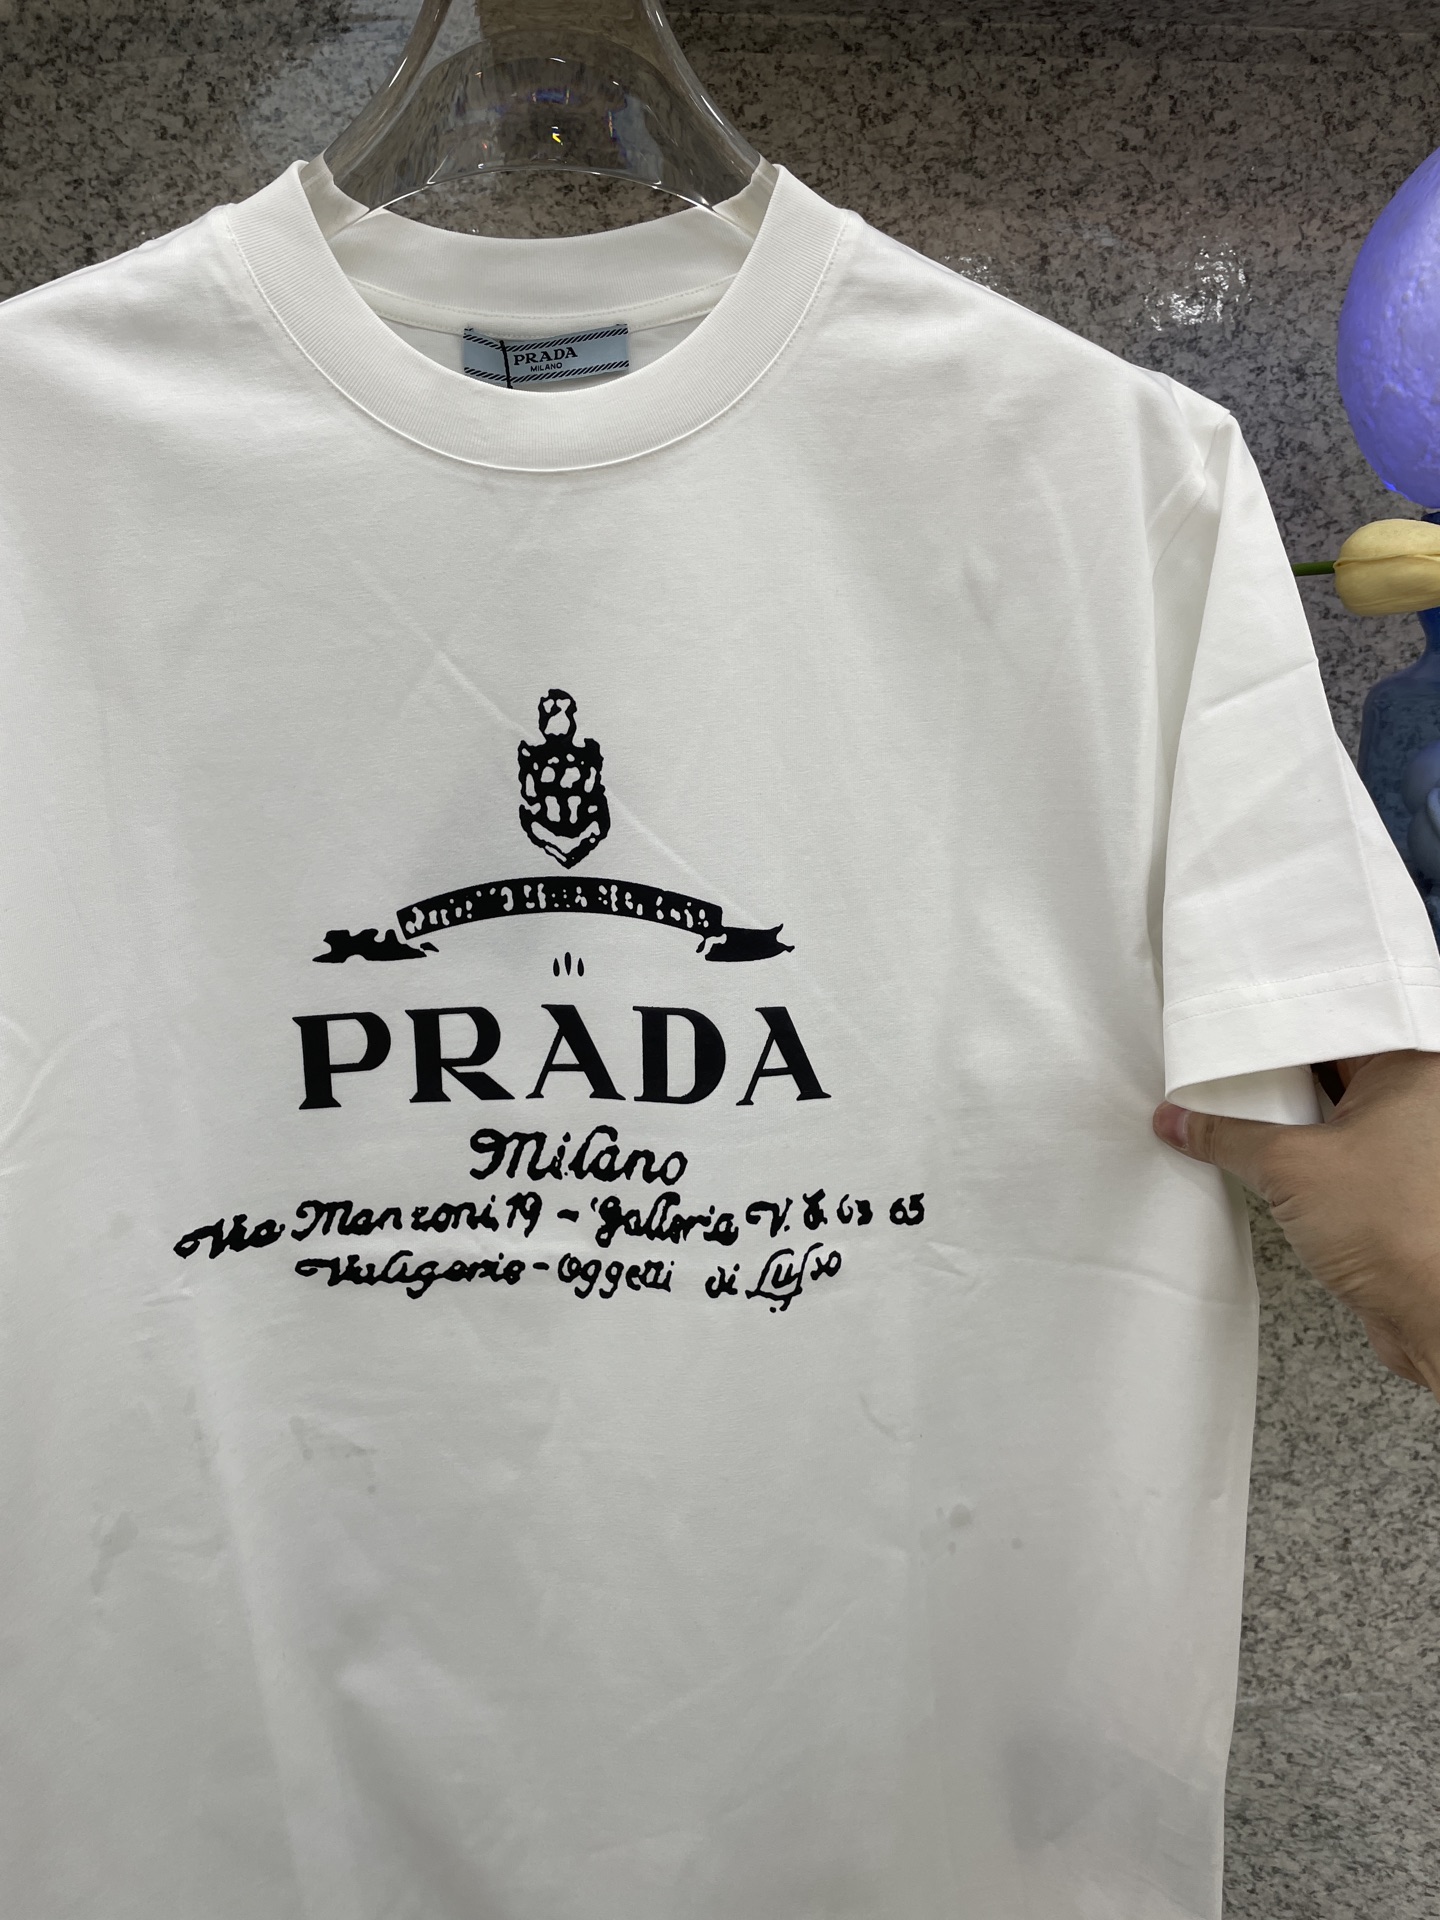 PRADA
MILANO
PRADA
Milano
Via Manzoni, 19 - Galleria V. E. 63 65
Valigerie - Oggetti di Lusso